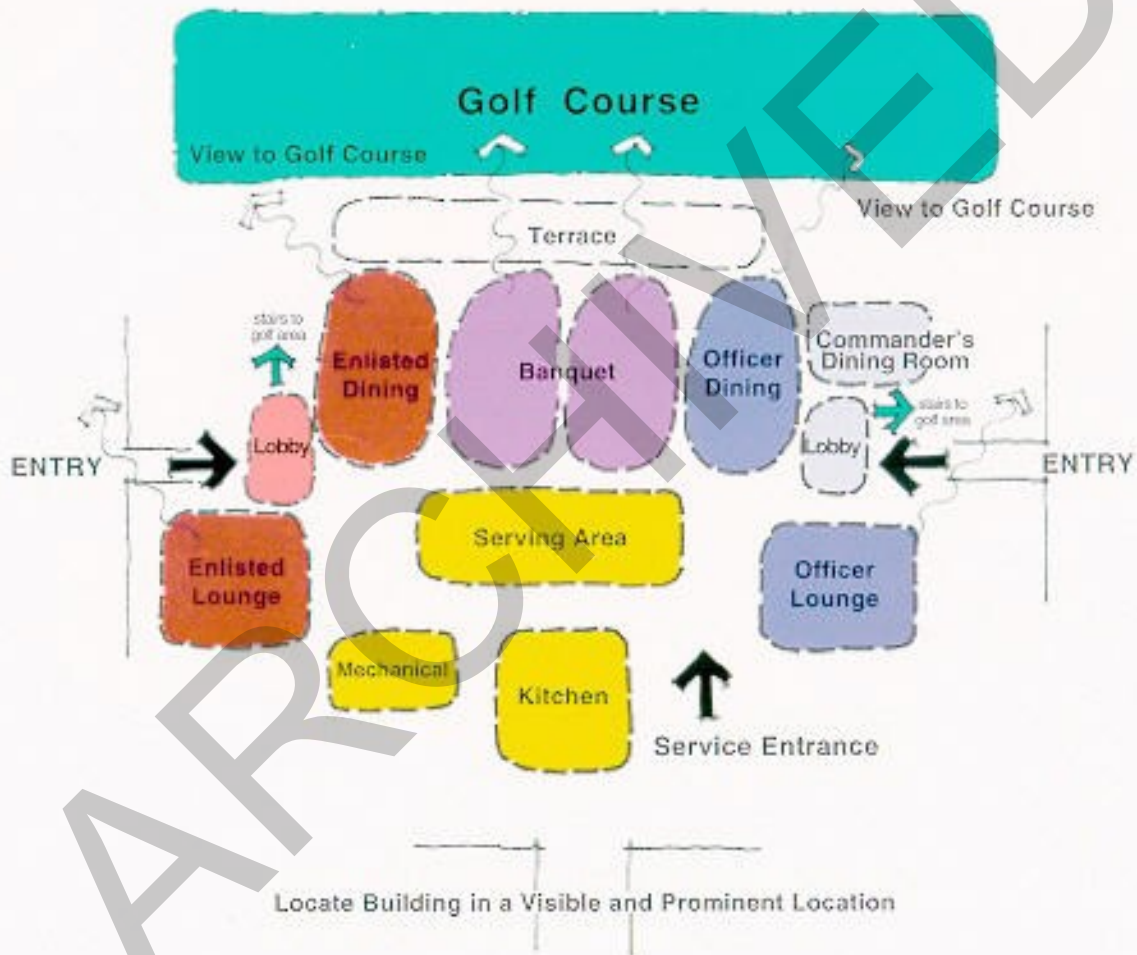 Golf Course
View to Golf Course
View to Golf Course
Terrace
stairs to
golf area
Enlisted
Dining
Banquet
Officer
Dining
Commander's
Dining Room
stairs to
golf area
Lobby
Lobby
ENTRY
ENTRY
Serving Area
Enlisted
Lounge
Officer
Lounge
Mechanical
Kitchen
Service Entrance
Locate Building in a Visible and Prominent Location
ARCHIVED